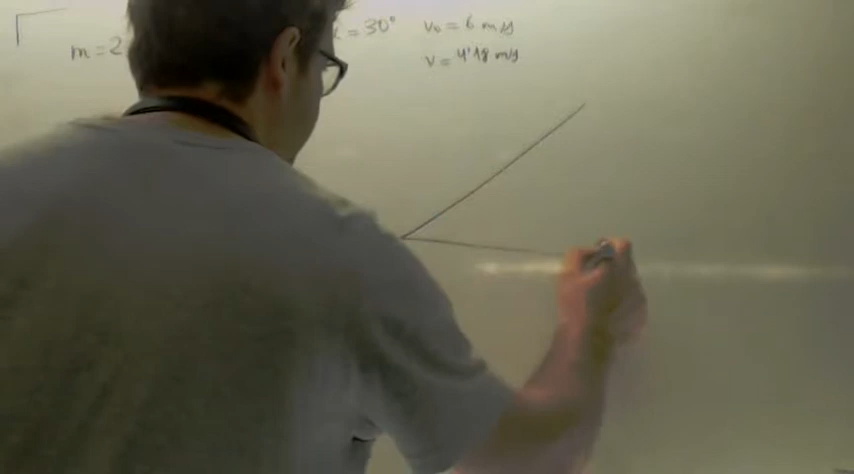 m = 2 = 30° v₀ = 6 m/s
v = 4'18 m/s